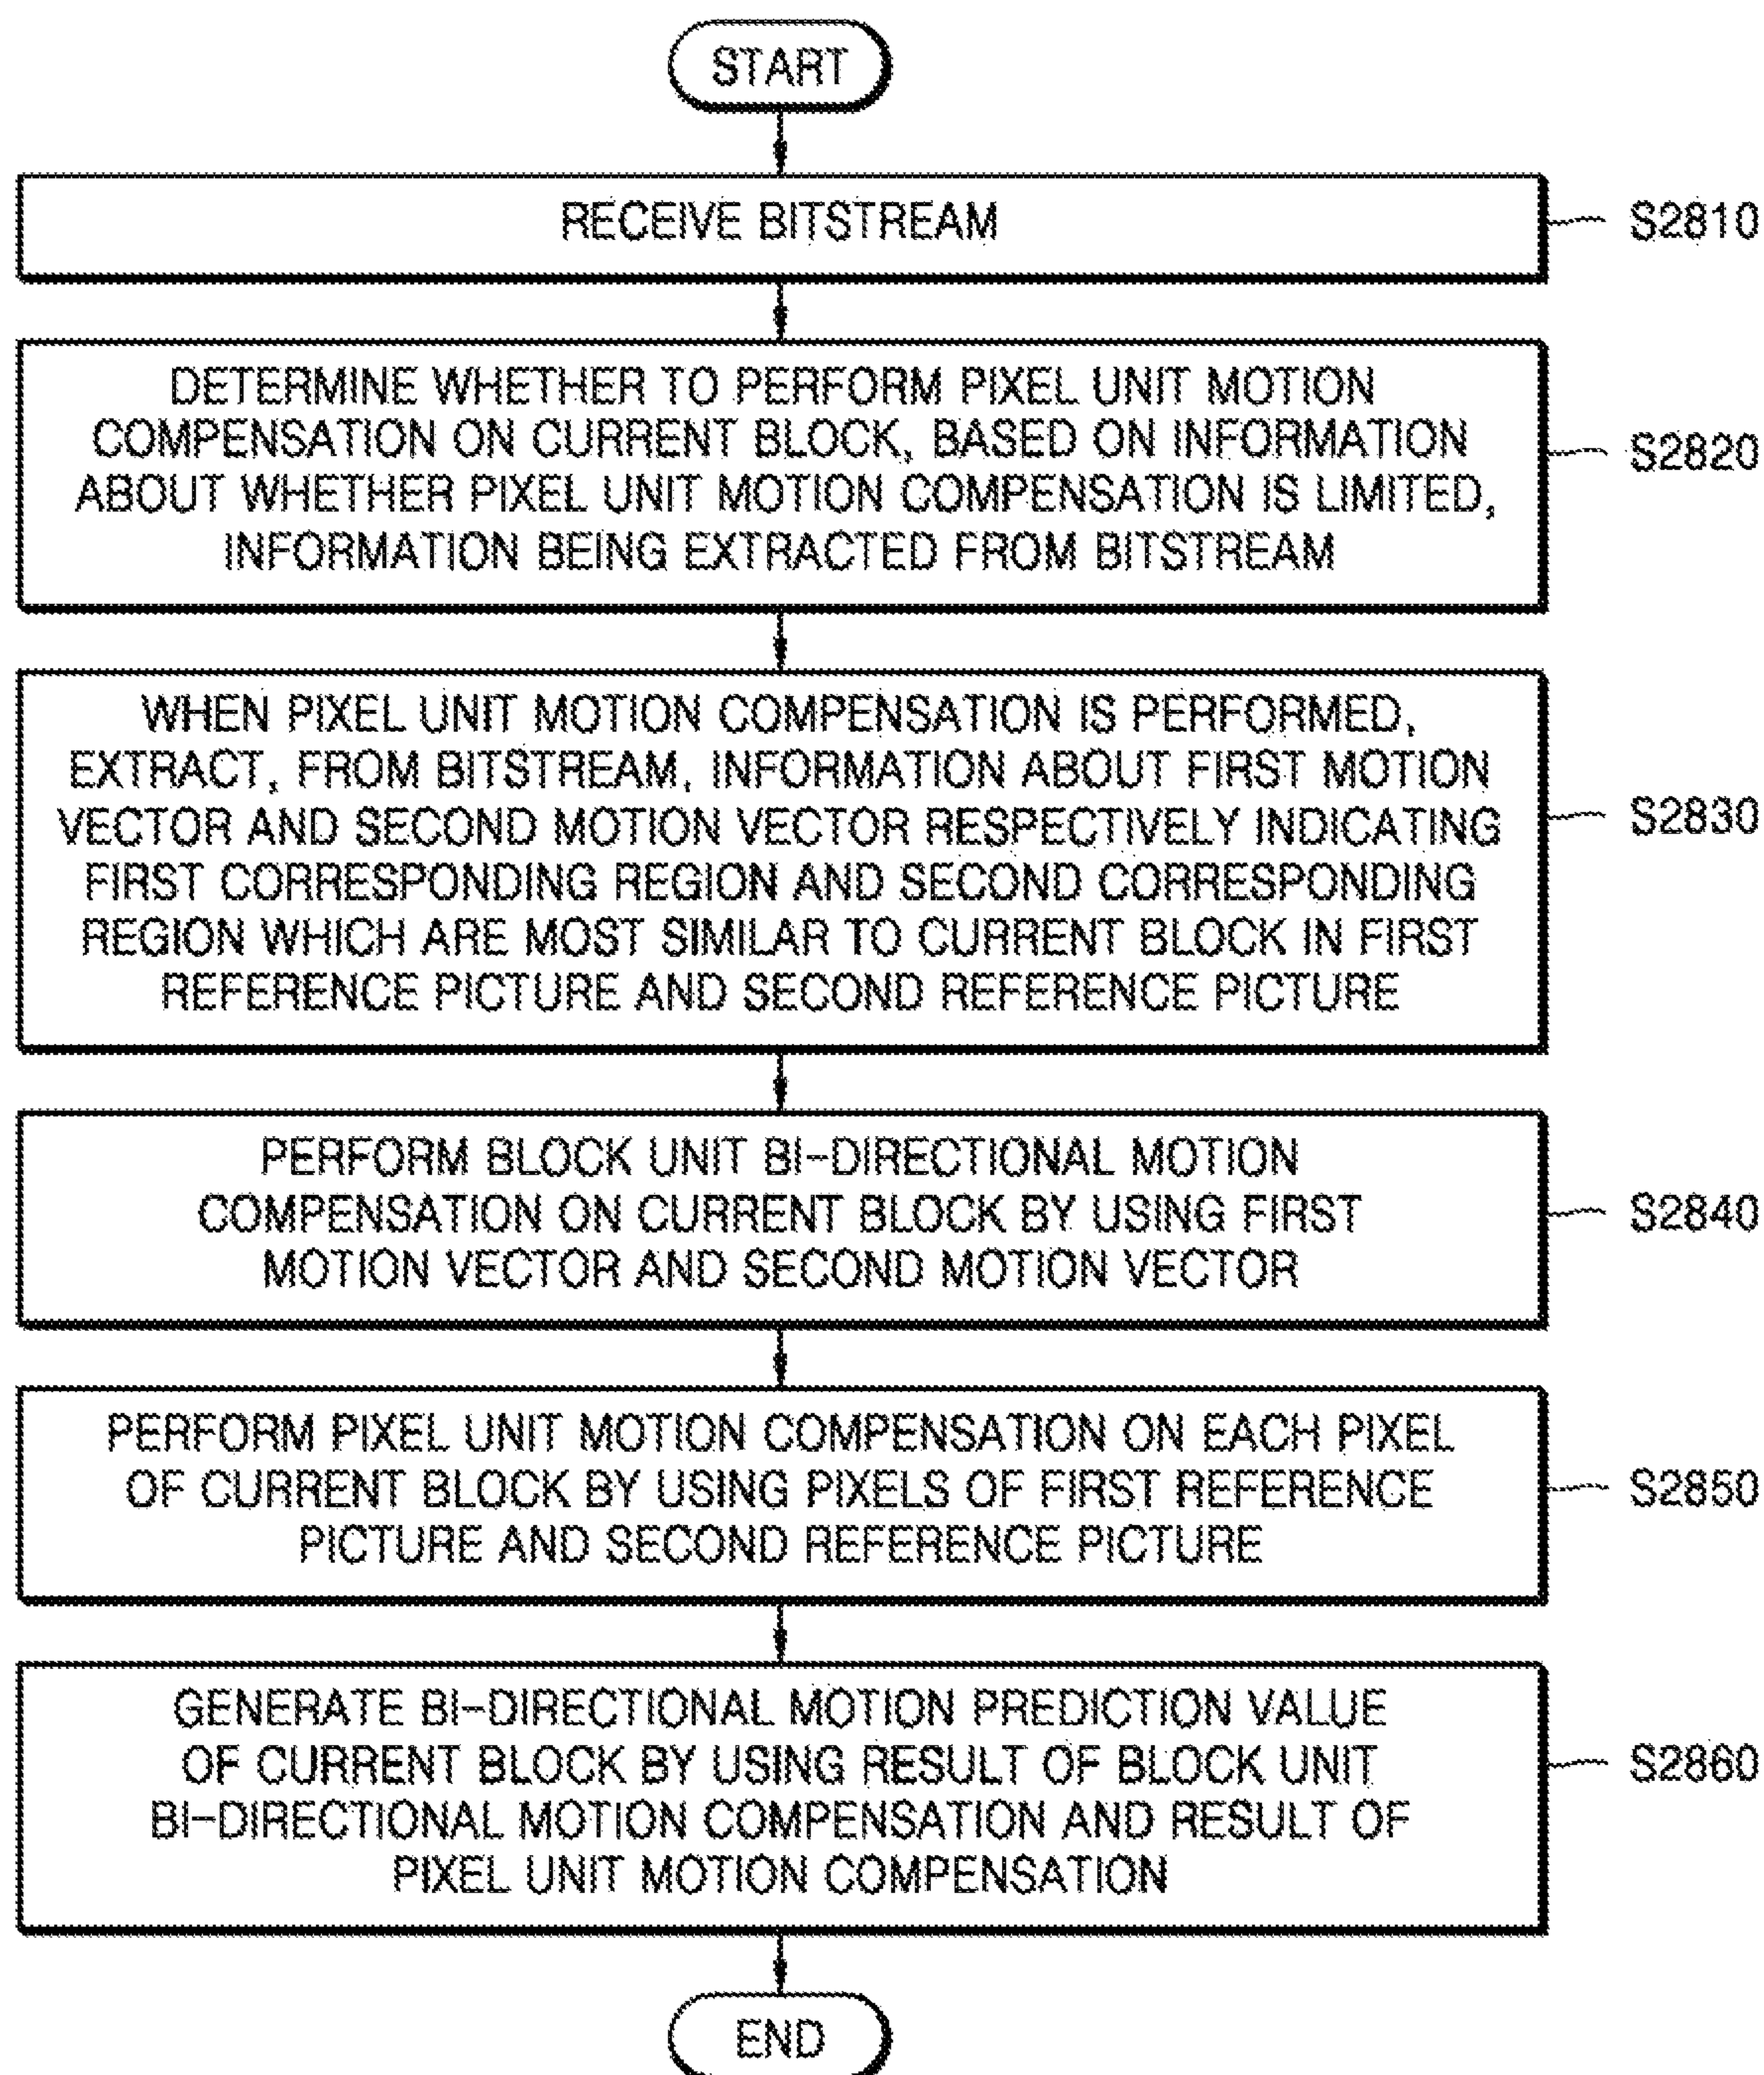 START
RECEIVE BITSTREAM
S2810
DETERMINE WHETHER TO PERFORM PIXEL UNIT MOTION
COMPENSATION ON CURRENT BLOCK, BASED ON INFORMATION
ABOUT WHETHER PIXEL UNIT MOTION COMPENSATION IS LIMITED,
INFORMATION BEING EXTRACTED FROM BITSTREAM
S2820
WHEN PIXEL UNIT MOTION COMPENSATION IS PERFORMED,
EXTRACT, FROM BITSTREAM, INFORMATION ABOUT FIRST MOTION
VECTOR AND SECOND MOTION VECTOR RESPECTIVELY INDICATING
FIRST CORRESPONDING REGION AND SECOND CORRESPONDING
REGION WHICH ARE MOST SIMILAR TO CURRENT BLOCK IN FIRST
REFERENCE PICTURE AND SECOND REFERENCE PICTURE
S2830
PERFORM BLOCK UNIT BI-DIRECTIONAL MOTION
COMPENSATION ON CURRENT BLOCK BY USING FIRST
MOTION VECTOR AND SECOND MOTION VECTOR
S2840
PERFORM PIXEL UNIT MOTION COMPENSATION ON EACH PIXEL
OF CURRENT BLOCK BY USING PIXELS OF FIRST REFERENCE
PICTURE AND SECOND REFERENCE PICTURE
S2850
GENERATE BI-DIRECTIONAL MOTION PREDICTION VALUE
OF CURRENT BLOCK BY USING RESULT OF BLOCK UNIT
BI-DIRECTIONAL MOTION COMPENSATION AND RESULT OF
PIXEL UNIT MOTION COMPENSATION
S2860
END